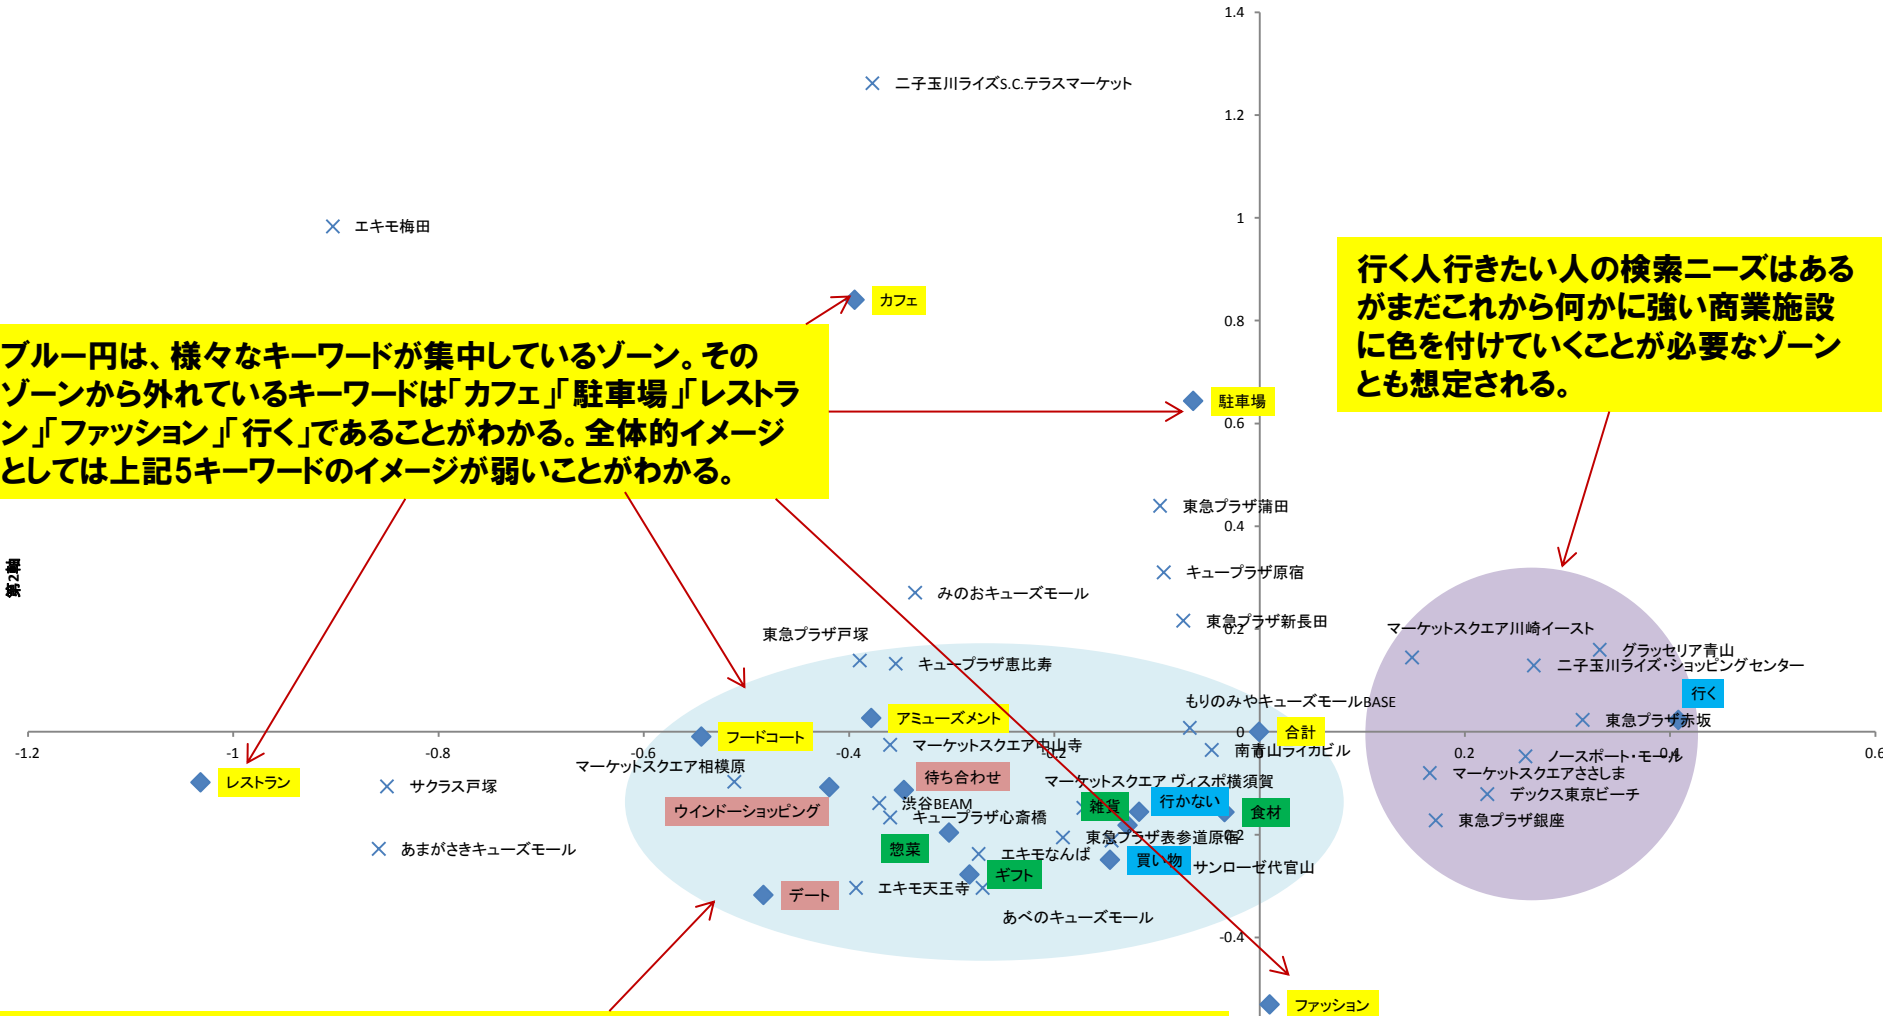 1.4
二子玉川ライズS.C.テラスマーケット
1.2
1
エキモ梅田
行く人行きたい人の検索ニーズはある
がまだこれから何かに強い商業施設
に色を付けていくことが必要なゾーン
とも想定される。
カフェ
0.8
ブルー円は、様々なキーワードが集中しているゾーン。その
ゾーンから外れているキーワードは「カフェ」「駐車場」「レストラ
ン」「ファッション」「行く」であることがわかる。全体的イメージ
としては上記5キーワードのイメージが弱いことがわかる。
駐車場
0.6
東急プラザ蒲田
0.4
第2軸
キュープラザ原宿
みのおキューズモール
東急プラザ新長田
0.2
東急プラザ戸塚
マーケットスクエア川崎イースト
グラッセリア青山
キュープラザ恵比寿
二子玉川ライズ・ショッピングセンター
行く
もりのみやキューズモールBASE
アミューズメント
東急プラザ赤坂
フードコート
0
合計
-1.2
-1
-0.8
-0.6
-0.4
-0.2
0
0.2
0.4
0.6
マーケットスクエア中山寺
南青山ライカビル
ノースポート・モール
マーケットスクエア相模原
待ち合わせ
マーケットスクエアささしま
レストラン
サクラス戸塚
マーケットスクエア ヴィスポ横須賀
デックス東京ビーチ
ウインドーショッピング
渋谷BEAM
雑貨
行かない
食材
キュープラザ心斎橋
東急プラザ銀座
東急プラザ表参道原宿
-0.2
あまがさきキューズモール
惣菜
エキモなんば
買い物
サンローゼ代官山
ギフト
デート
エキモ天王寺
あべのキューズモール
-0.4
ファッション